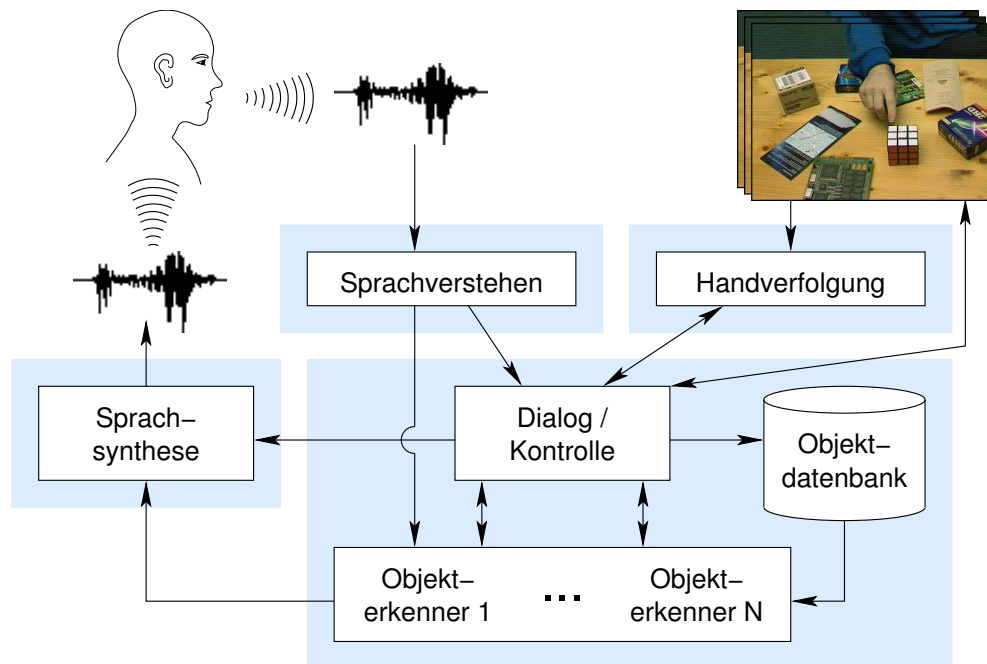 Sprachverstehen
Handverfolgung
Sprach–
synthese
Dialog /
Kontrolle
Objekt–
datenbank
Objekt–
erkenner 1
...
Objekt–
erkenner N